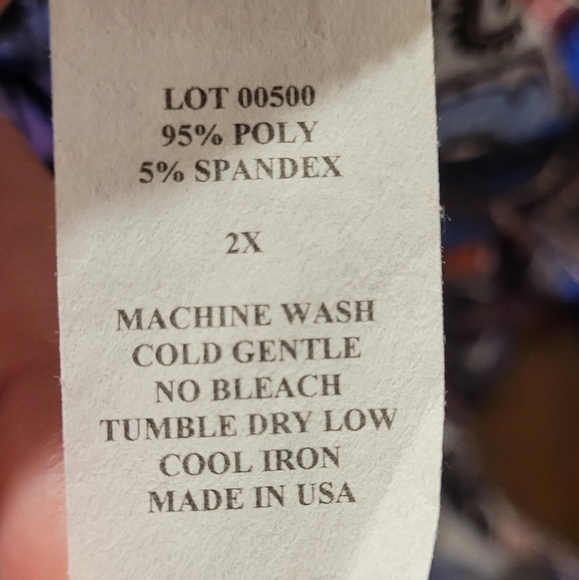 LOT 00500
95% POLY
5% SPANDEX
2X
MACHINE WASH
COLD GENTLE
NO BLEACH
TUMBLE DRY LOW
COOL IRON
MADE IN USA